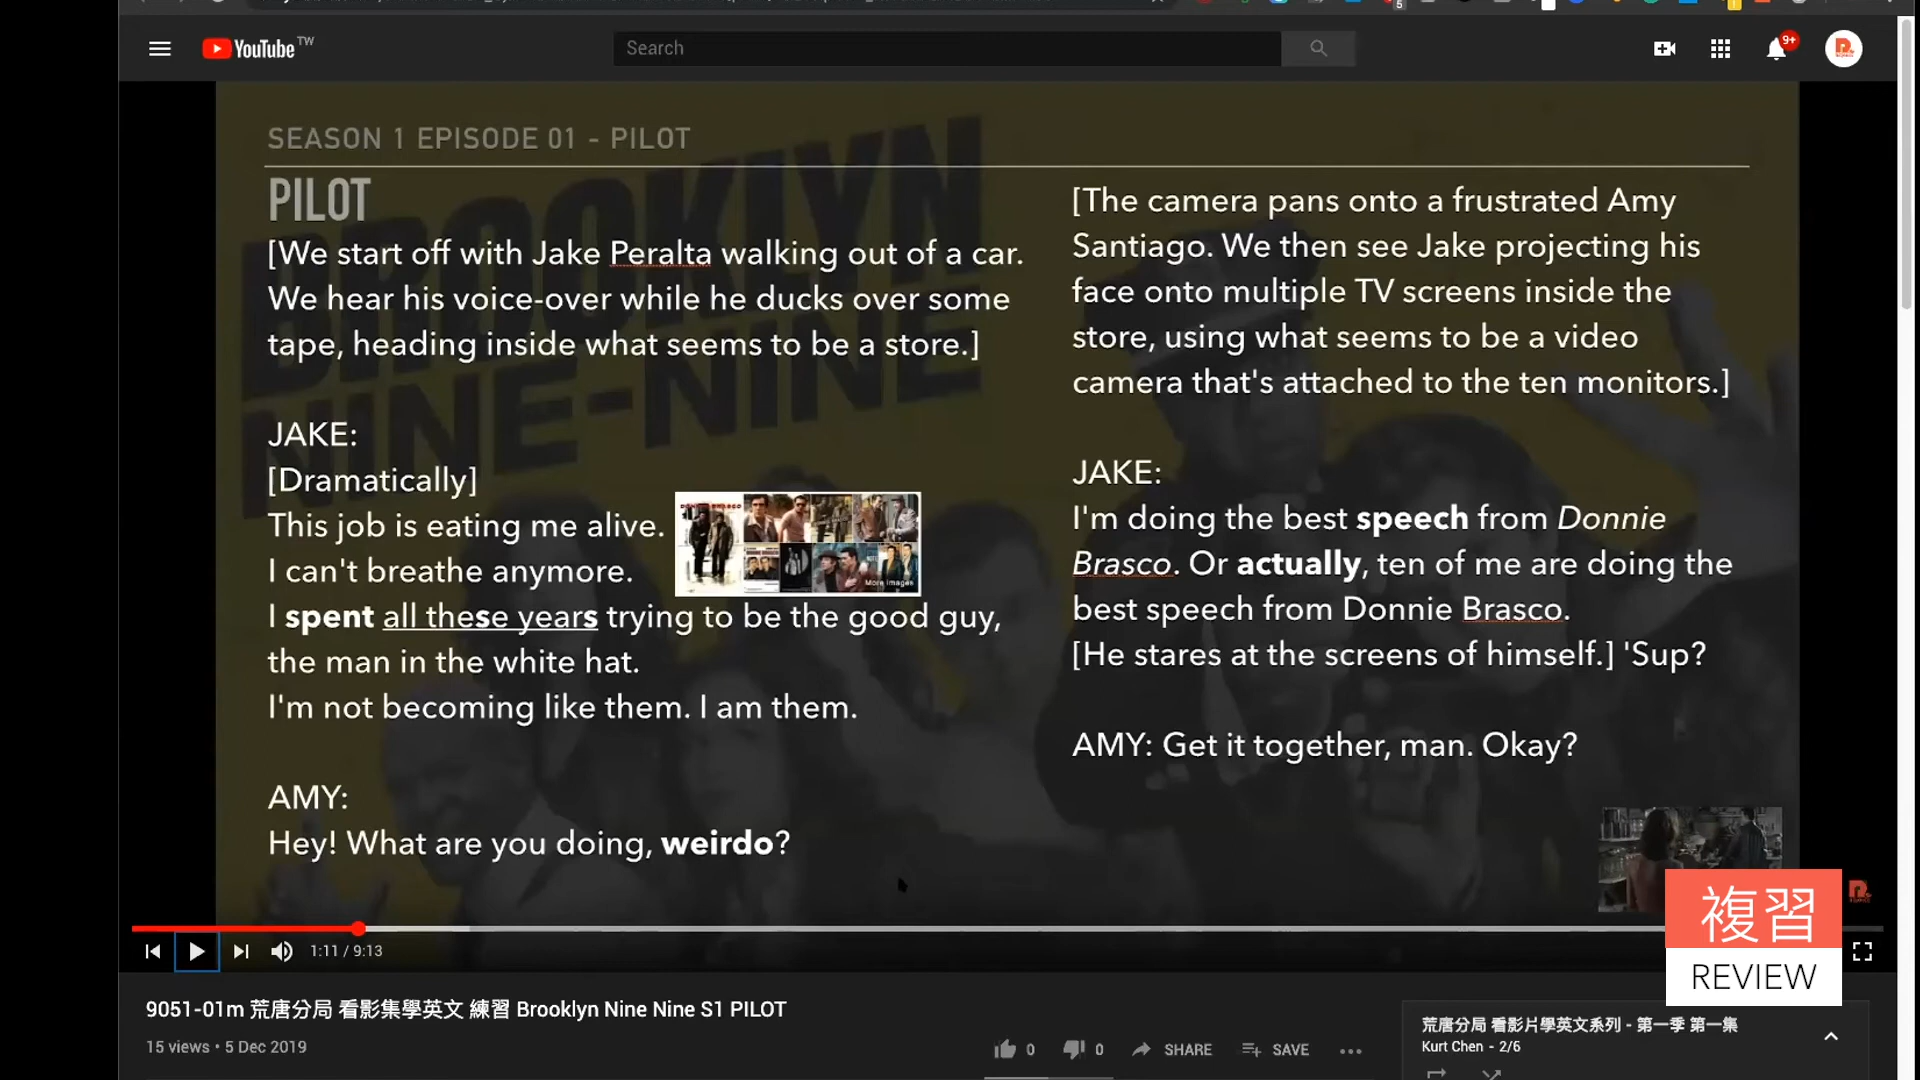 YouTube TW
Search
9+
SEASON 1 EPISODE 01 - PILOT
BROOKLYN
NINE-NINE
PILOT
[We start off with Jake Peralta walking out of a car.
We hear his voice-over while he ducks over some
tape, heading inside what seems to be a store.]
JAKE:
[Dramatically]
This job is eating me alive.
I can't breathe anymore.
I spent all these years trying to be the good guy,
the man in the white hat.
I'm not becoming like them. I am them.
AMY:
Hey! What are you doing, weirdo?
More images
[The camera pans onto a frustrated Amy
Santiago. We then see Jake projecting his
face onto multiple TV screens inside the
store, using what seems to be a video
camera that's attached to the ten monitors.]
JAKE:
I'm doing the best speech from Donnie
Brasco. Or actually, ten of me are doing the
best speech from Donnie Brasco.
[He stares at the screens of himself.] 'Sup?
AMY: Get it together, man. Okay?
複習
REVIEW
1:11 / 9:13
9051-01m 荒唐分局 看影集學英文 練習 Brooklyn Nine Nine S1 PILOT
15 views • 5 Dec 2019
0
0
SHARE
SAVE
荒唐分局 看影片學英文系列 - 第一季 第一集
Kurt Chen - 2/6